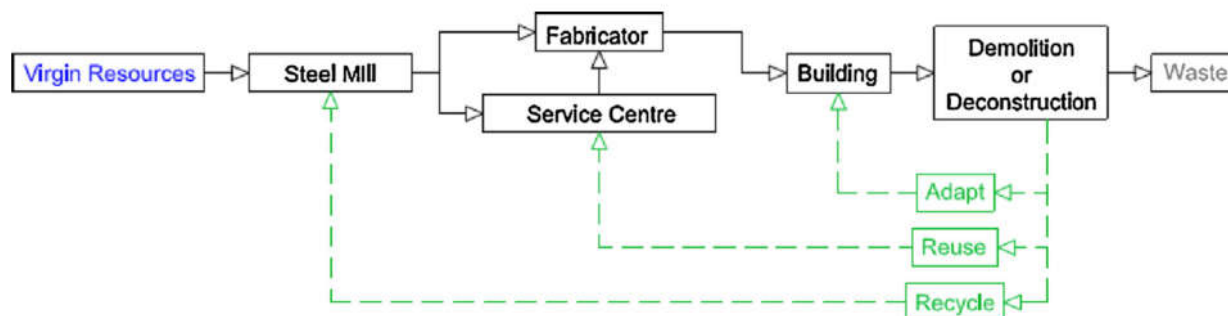 Virgin Resources
Steel MIll
Fabricator
Service Centre
Building
Demolition
or
Deconstruction
Waste
Adapt
Reuse
Recycle